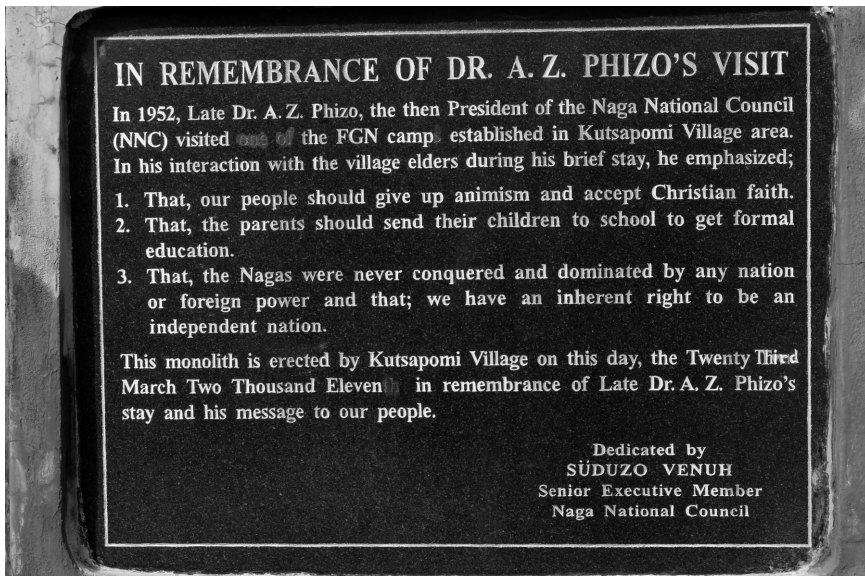 IN REMEMBRANCE OF DR. A. Z. PHIZO'S VISIT
In 1952, Late Dr. A. Z. Phizo, the then President of the Naga National Council
(NNC) visited one of the FGN camp established in Kutsapomi Village area.
In his interaction with the village elders during his brief stay, he emphasized;
1. That, our people should give up animism and accept Christian faith.
2. That, the parents should send their children to school to get formal
education.
3. That, the Nagas were never conquered and dominated by any nation
or foreign power and that; we have an inherent right to be an
independent nation.
This monolith is erected by Kutsapomi Village on this day, the Twenty Third
March Two Thousand Eleven in remembrance of Late Dr. A. Z. Phizo's
stay and his message to our people.
Dedicated by
SÜDUZO VENUH
Senior Executive Member
Naga National Council